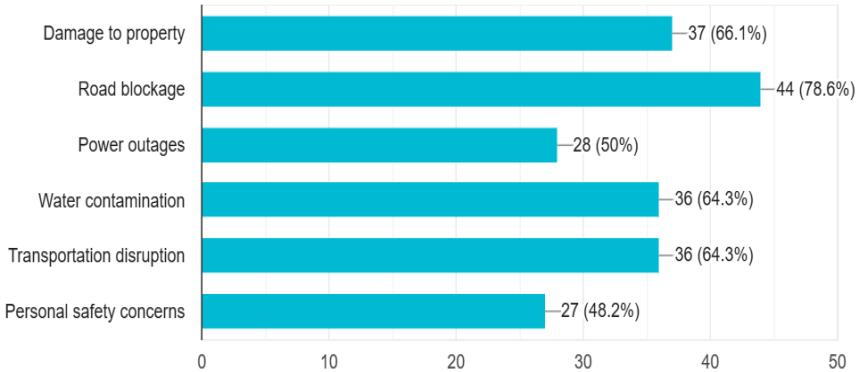 Damage to property 37 (66.1%)
Road blockage 44 (78.6%)
Power outages 28 (50%)
Water contamination 36 (64.3%)
Transportation disruption 36 (64.3%)
Personal safety concerns 27 (48.2%)
0 10 20 30 40 50